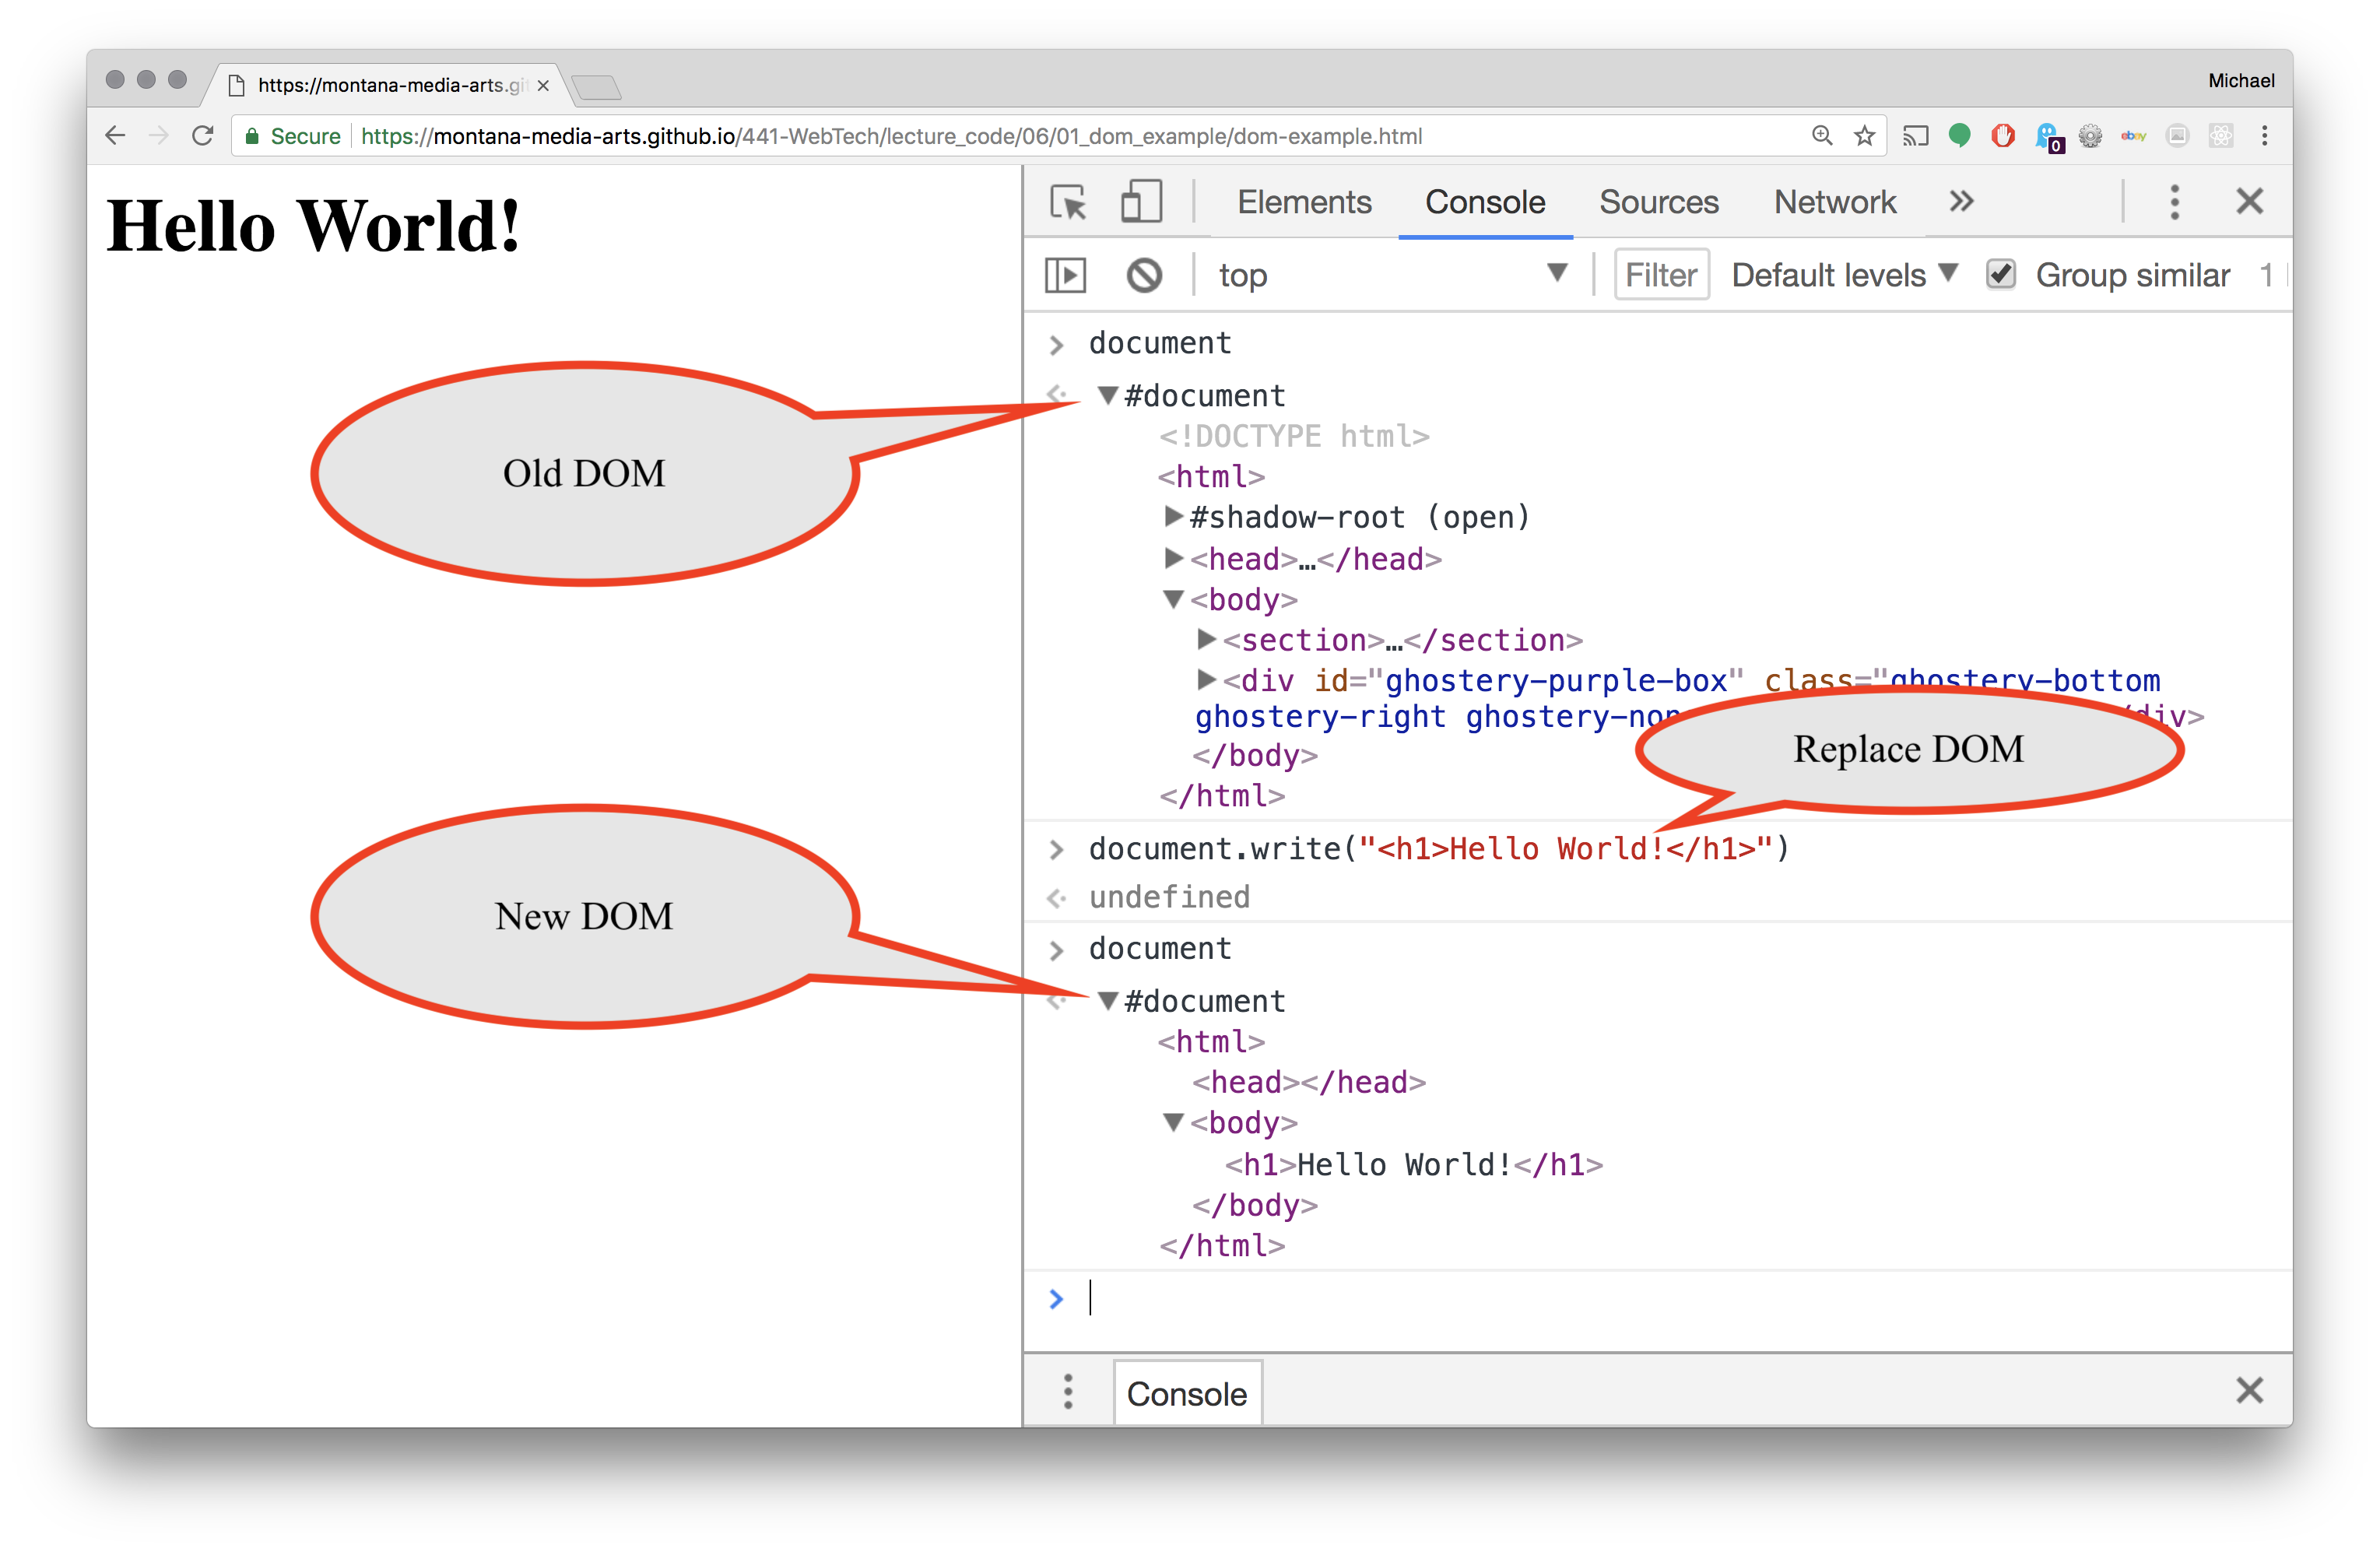 https://montana-media-arts.gi
Michael
Secure
https://montana-media-arts.github.io/441-WebTech/lecture_code/06/01_dom_example/dom-example.html
0
ebay
Hello World!
Elements Console Sources Network
top Filter Default levels Group similar 1
document
#document
<!DOCTYPE html>
<html>
#shadow-root (open)
<head>…</head>
<body>
<section>…</section>
<div id="ghostery-purple-box" class="ghostery-bottom
ghostery-right div>
</body>
</html>
Old DOM
Replace DOM
document.write("<h1>Hello World!</h1>")
undefined
New DOM
document
#document
<html>
<head></head>
<body>
<h1>Hello World!</h1>
</body>
</html>
Console